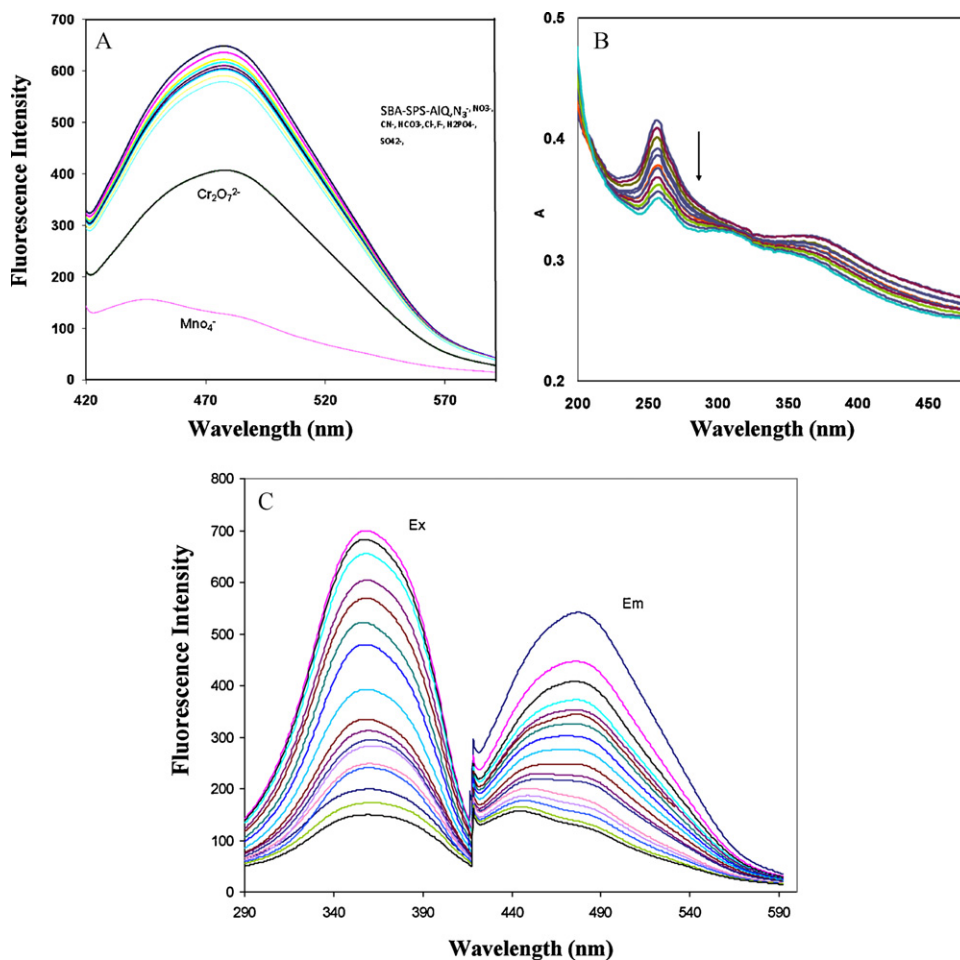 A
700
600
500
400
300
200
100
0
Fluorescence Intensity
SBA-SPS-AlQ,N₃⁻, NO3-,
CN-, HCO3-,Cl-,F-, H2PO4-,
SO42-,
Cr₂O₇²⁻
Mno₄⁻
420 470 520 570
Wavelength (nm)
B
0.5
0.4
0.3
0.2
A
200 250 300 350 400 450
Wavelength (nm)
C
800
700
600
500
400
300
200
100
0
Fluorescence Intensity
Ex
Em
290 340 390 440 490 540 590
Wavelength (nm)